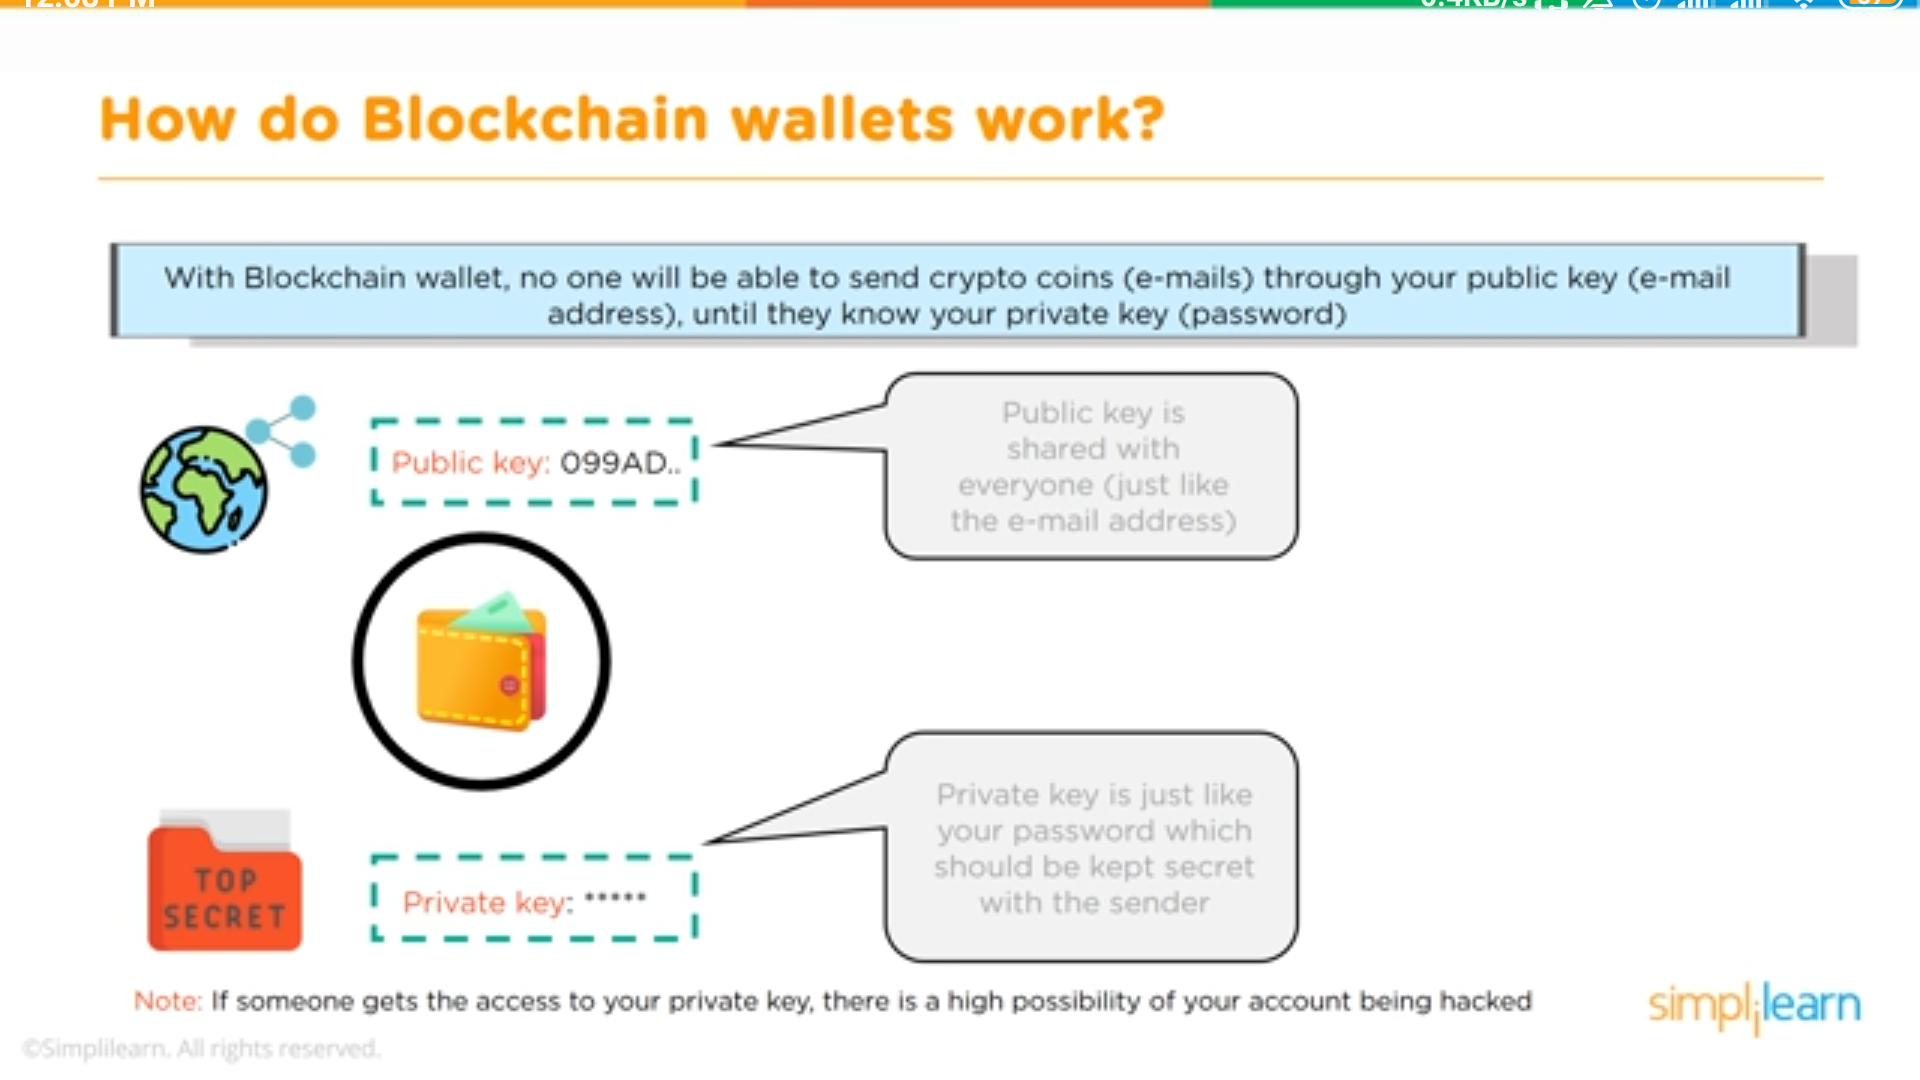 How do Blockchain wallets work?
With Blockchain wallet, no one will be able to send crypto coins (e-mails) through your public key (e-mail
address), until they know your private key (password)
Public key: 099AD..
Public key is
shared with
everyone (just like
the e-mail address)
Private key is just like
your password which
should be kept secret
with the sender
TOP
SECRET
Private key: *****
Note: If someone gets the access to your private key, there is a high possibility of your account being hacked
simplilearn
©Simplilearn. All rights reserved.